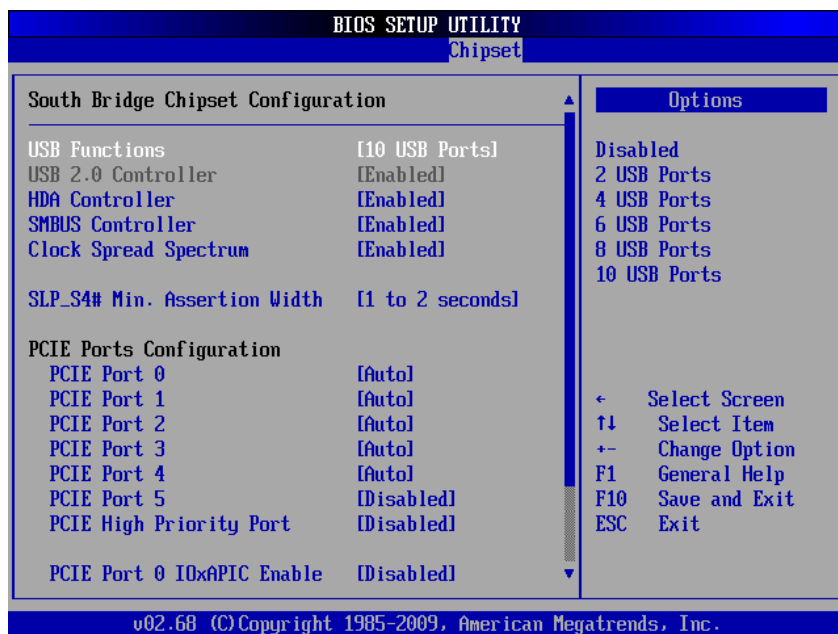 BIOS SETUP UTILITY
Chipset
South Bridge Chipset Configuration
USB Functions [10 USB Ports]
USB 2.0 Controller [Enabled]
HDA Controller [Enabled]
SMBUS Controller [Enabled]
Clock Spread Spectrum [Enabled]
SLP_S4# Min. Assertion Width [1 to 2 seconds]
PCIE Ports Configuration
PCIE Port 0 [Auto]
PCIE Port 1 [Auto]
PCIE Port 2 [Auto]
PCIE Port 3 [Auto]
PCIE Port 4 [Auto]
PCIE Port 5 [Disabled]
PCIE High Priority Port [Disabled]
PCIE Port 0 IOxAPIC Enable [Disabled]
Options
Disabled
2 USB Ports
4 USB Ports
6 USB Ports
8 USB Ports
10 USB Ports
← Select Screen
↑↓ Select Item
+- Change Option
F1 General Help
F10 Save and Exit
ESC Exit
v02.68 (C)Copyright 1985-2009, American Megatrends, Inc.